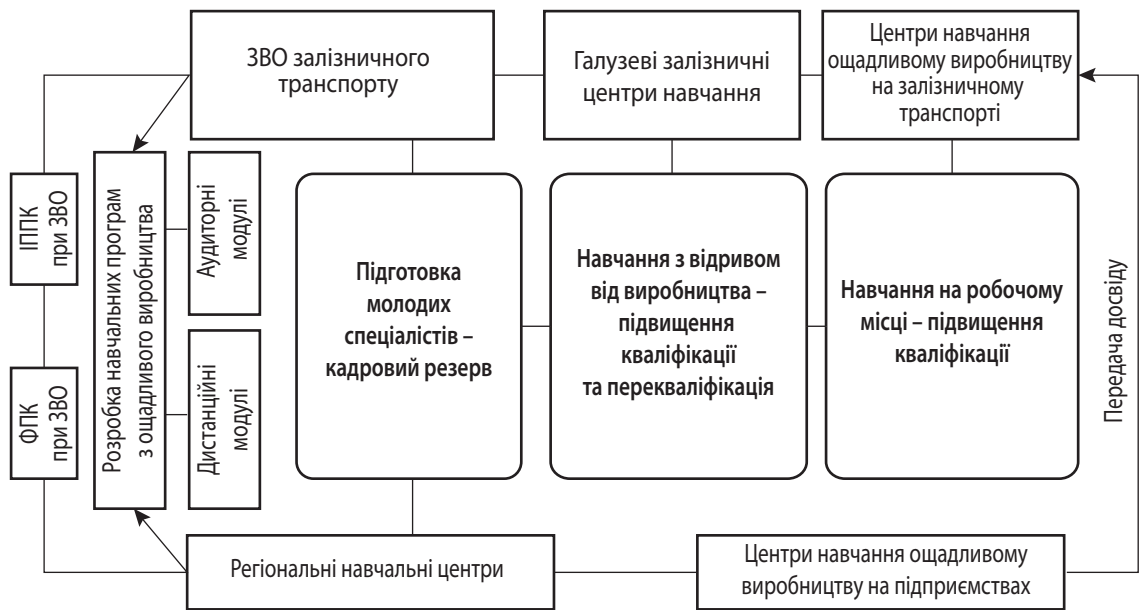 ЗВО залізничного
транспорту
Галузеві залізничні
центри навчання
Центри навчання
ощадливому виробництву
на залізничному
транспорті
ІППК
при ЗВО
ФПК
при ЗВО
Розробка навчальних програм
з ощадливого виробництва
Аудиторні
модулі
Дистанційні
модулі
Підготовка
молодих
спеціалістів –
кадровий резерв
Навчання з відривом
від виробництва –
підвищення
кваліфікації
та перекваліфікація
Навчання на робочому
місці – підвищення
кваліфікації
Передача досвіду
Регіональні навчальні центри
Центри навчання ощадливому
виробництву на підприємствах